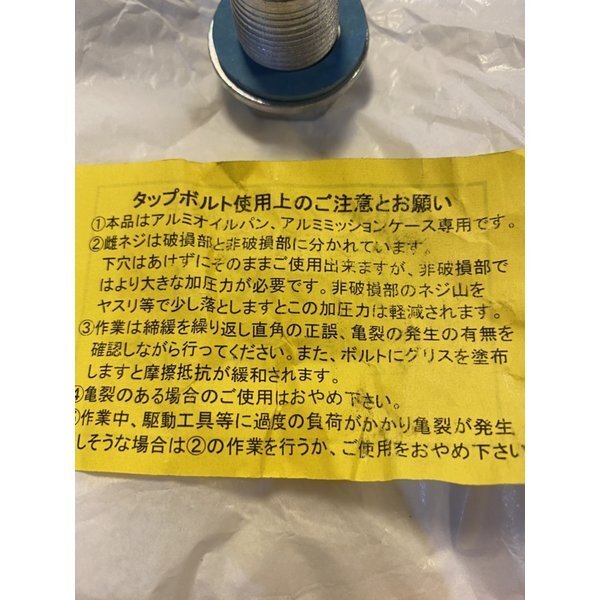 タップボルト使用上のご注意とお願い
①本品はアルミオイルパン、アルミミッションケース専用です。
②雌ネジは破損部と非破損部に分かれています。
下穴はあけずにそのままご使用出来ますが、非破損部で
はより大きな加圧力が必要です。非破損部のネジ山を
ヤスリ等で少し落としますとこの加圧力は軽減されます。
③作業は締緩を繰り返し直角の正誤、亀裂の発生の有無を
確認しながら行ってください。また、ボルトにグリスを塗布
しますと摩擦抵抗が緩和されます。
④亀裂のある場合のご使用はおやめ下さい。
⑤作業中、駆動工具等に過度の負荷がかかり亀裂が発生
しそうな場合は②の作業を行うか、ご使用をおやめ下さい